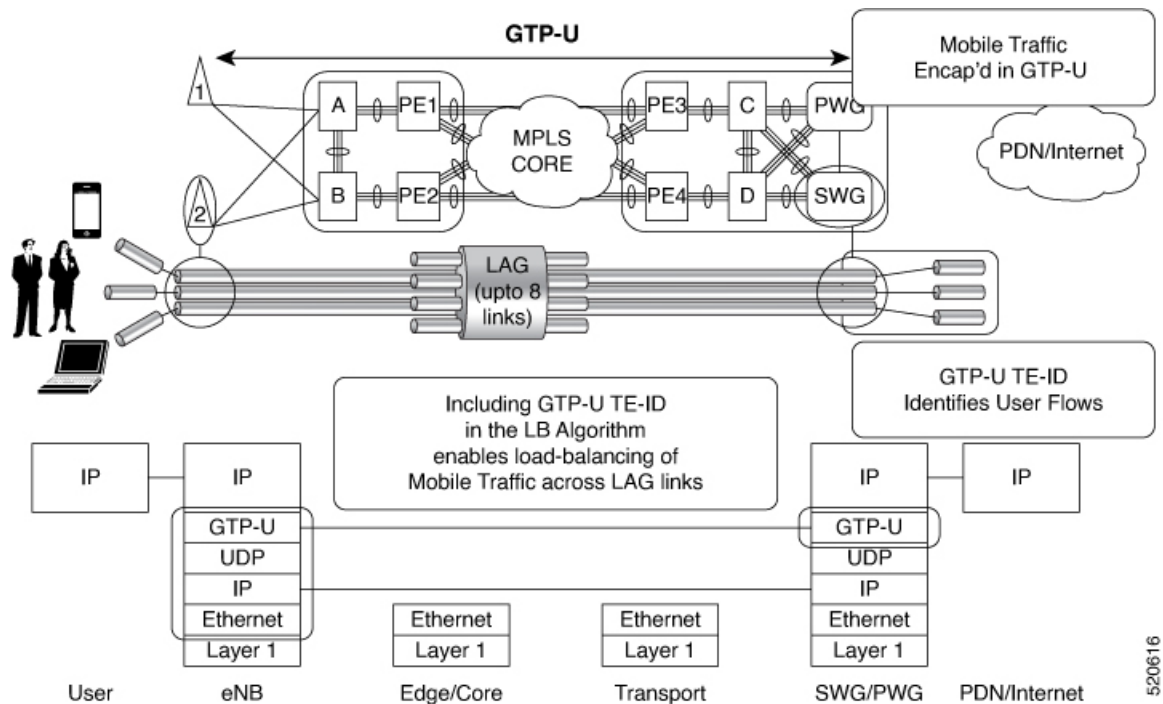 GTP-U
Mobile Traffic
Encap'd in GTP-U
1
A
PE1
PE3
C
PWG
MPLS
CORE
PDN/Internet
2
B
PE2
PE4
D
SWG
LAG
(upto 8
links)
GTP-U TE-ID
Identifies User Flows
Including GTP-U TE-ID
in the LB Algorithm
enables load-balancing of
Mobile Traffic across LAG links
IP
IP
IP
IP
GTP-U
GTP-U
UDP
UDP
IP
IP
Ethernet
Ethernet
Ethernet
Ethernet
Layer 1
Layer 1
Layer 1
Layer 1
User
eNB
Edge/Core
Transport
SWG/PWG
PDN/Internet
520616